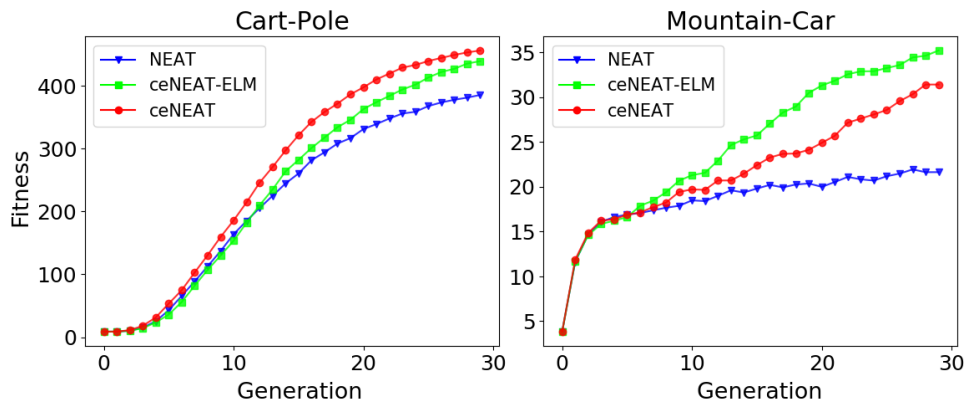 Cart-Pole
Fitness
400
300
200
100
0
NEAT
ceNEAT-ELM
ceNEAT
0 10 20 30
Generation
Mountain-Car
35
30
25
20
15
10
5
NEAT
ceNEAT-ELM
ceNEAT
0 10 20 30
Generation